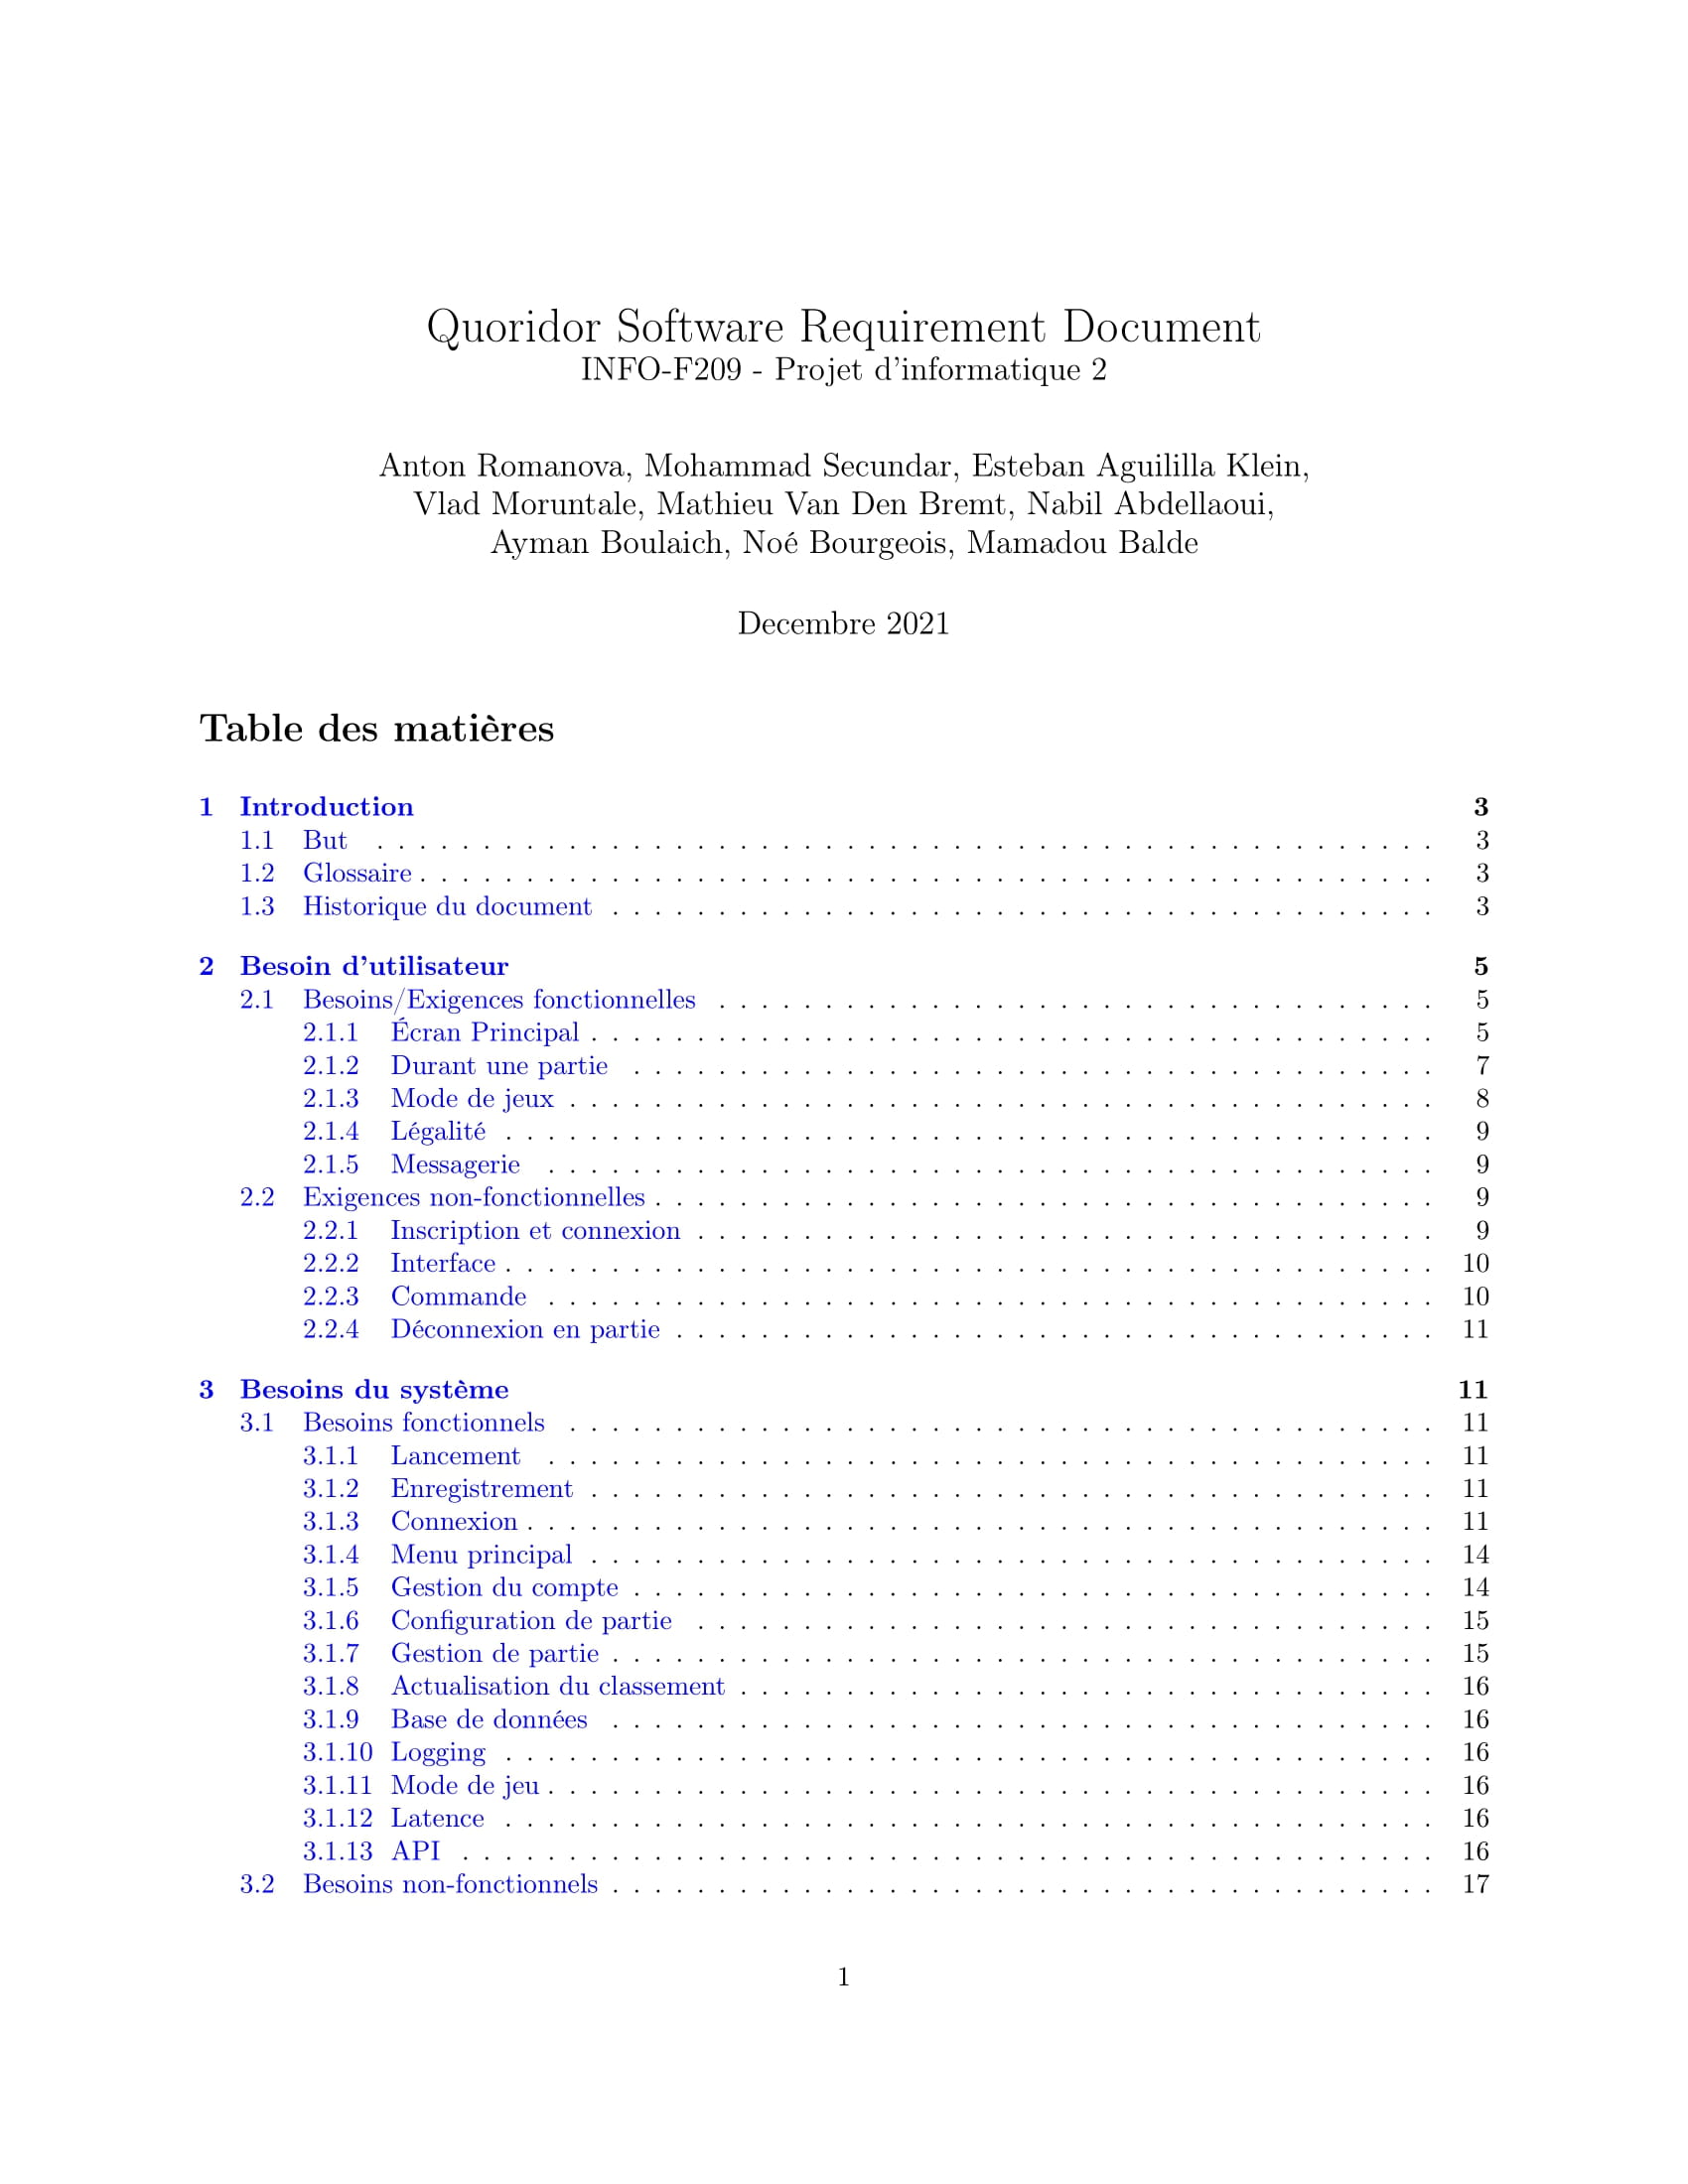 Quoridor Software Requirement Document
INFO-F209 - Projet d'informatique 2
Anton Romanova, Mohammad Secundar, Esteban Aguililla Klein,
Vlad Moruntale, Mathieu Van Den Bremt, Nabil Abdellaoui,
Ayman Boulaich, Noé Bourgeois, Mamadou Balde
Decembre 2021
Table des matières
1 Introduction 3
1.1 But . . . . . . . . . . . . . . . . . . . . 3
1.2 Glossaire . . . . . . . . . . . . . . . . . . . . 3
1.3 Historique du document . . . . . . . . . . . . . . . . . . . . 3
2 Besoin d'utilisateur 5
2.1 Besoins/Exigences fonctionnelles . . . . . . . . . . . . . . . . . . . . 5
2.1.1 Écran Principal . . . . . . . . . . . . . . . . . . . . 5
2.1.2 Durant une partie . . . . . . . . . . . . . . . . . . . . 7
2.1.3 Mode de jeux . . . . . . . . . . . . . . . . . . . . 8
2.1.4 Légalité . . . . . . . . . . . . . . . . . . . . 9
2.1.5 Messagerie . . . . . . . . . . . . . . . . . . . . 9
2.2 Exigences non-fonctionnelles . . . . . . . . . . . . . . . . . . . . 9
2.2.1 Inscription et connexion . . . . . . . . . . . . . . . . . . . . 9
2.2.2 Interface . . . . . . . . . . . . . . . . . . . . 10
2.2.3 Commande . . . . . . . . . . . . . . . . . . . . 10
2.2.4 Déconnexion en partie . . . . . . . . . . . . . . . . . . . . 11
3 Besoins du système 11
3.1 Besoins fonctionnels . . . . . . . . . . . . . . . . . . . . 11
3.1.1 Lancement . . . . . . . . . . . . . . . . . . . . 11
3.1.2 Enregistrement . . . . . . . . . . . . . . . . . . . . 11
3.1.3 Connexion . . . . . . . . . . . . . . . . . . . . 11
3.1.4 Menu principal . . . . . . . . . . . . . . . . . . . . 14
3.1.5 Gestion du compte . . . . . . . . . . . . . . . . . . . . 14
3.1.6 Configuration de partie . . . . . . . . . . . . . . . . . . . . 15
3.1.7 Gestion de partie . . . . . . . . . . . . . . . . . . . . 15
3.1.8 Actualisation du classement . . . . . . . . . . . . . . . . . . . . 16
3.1.9 Base de données . . . . . . . . . . . . . . . . . . . . 16
3.1.10 Logging . . . . . . . . . . . . . . . . . . . . 16
3.1.11 Mode de jeu . . . . . . . . . . . . . . . . . . . . 16
3.1.12 Latence . . . . . . . . . . . . . . . . . . . . 16
3.1.13 API . . . . . . . . . . . . . . . . . . . . 16
3.2 Besoins non-fonctionnels . . . . . . . . . . . . . . . . . . . . 17
1